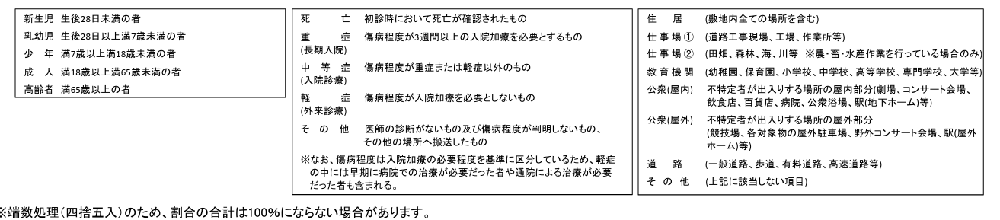 新生児 生後28日未満の者
乳幼児 生後28日以上満7歳未満の者
少 年 満7歳以上満18歳未満の者
成 人 満18歳以上満65歳未満の者
高齢者 満65歳以上の者
死 亡 初診時において死亡が確認されたもの
重 症 傷病程度が3週間以上の入院加療を必要とするもの
(長期入院)
中 等 症 傷病程度が重症または軽症以外のもの
(入院診療)
軽 症 傷病程度が入院加療を必要としないもの
(外来診療)
そ の 他 医師の診断がないもの及び傷病程度が判明しないもの、
その他の場所へ搬送したもの
※なお、傷病程度は入院加療の必要程度を基準に区分しているため、軽症
の中には早期に病院での治療が必要だった者や通院による治療が必要
だった者も含まれる。
住 居 (敷地内全ての場所を含む)
仕事場① (道路工事現場、工場、作業所等)
仕事場② (田畑、森林、海、川等 ※農・畜・水産作業を行っている場合のみ)
教育機関 (幼稚園、保育園、小学校、中学校、高等学校、専門学校、大学等)
公衆(屋内) 不特定者が出入りする場所の屋内部分(劇場、コンサート会場、
飲食店、百貨店、病院、公衆浴場、駅(地下ホーム)等)
公衆(屋外) 不特定者が出入りする場所の屋外部分
(競技場、各対象物の屋外駐車場、野外コンサート会場、駅(屋外
ホーム)等)
道 路 (一般道路、歩道、有料道路、高速道路等)
そ の 他 (上記に該当しない項目)
※端数処理(四捨五入)のため、割合の合計は100%にならない場合があります。